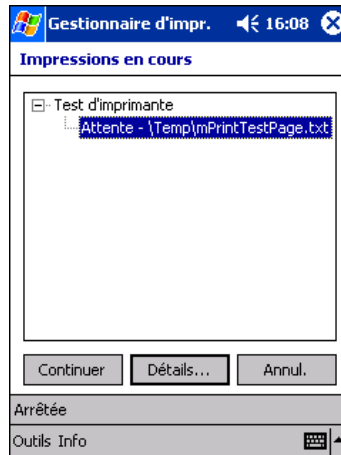 Gestionnaire d'impr. 16:08
Impressions en cours
Test d'imprimante
Attente - \Temp\mPrintTestPage.txt
Continuer Détails... Annul.
Arrêtée
Outils Info